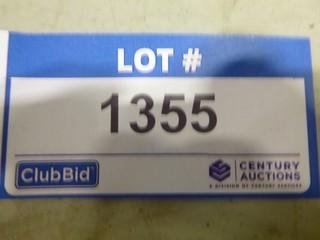 LOT #
1355
ClubBid
CENTURY
AUCTIONS
A DIVISION OF CENTURY SERVICES